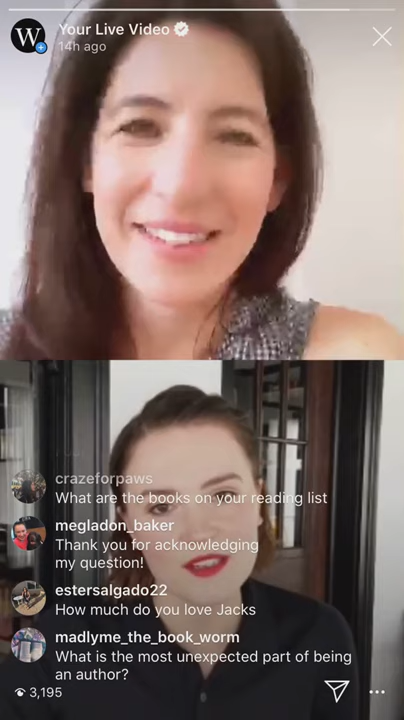 W
Your Live Video
14h ago
crazeforpaws
What are the books on your reading list
megladon_baker
Thank you for acknowledging
my question!
estersalgado22
How much do you love Jacks
madlyme_the_book_worm
What is the most unexpected part of being
an author?
3,195